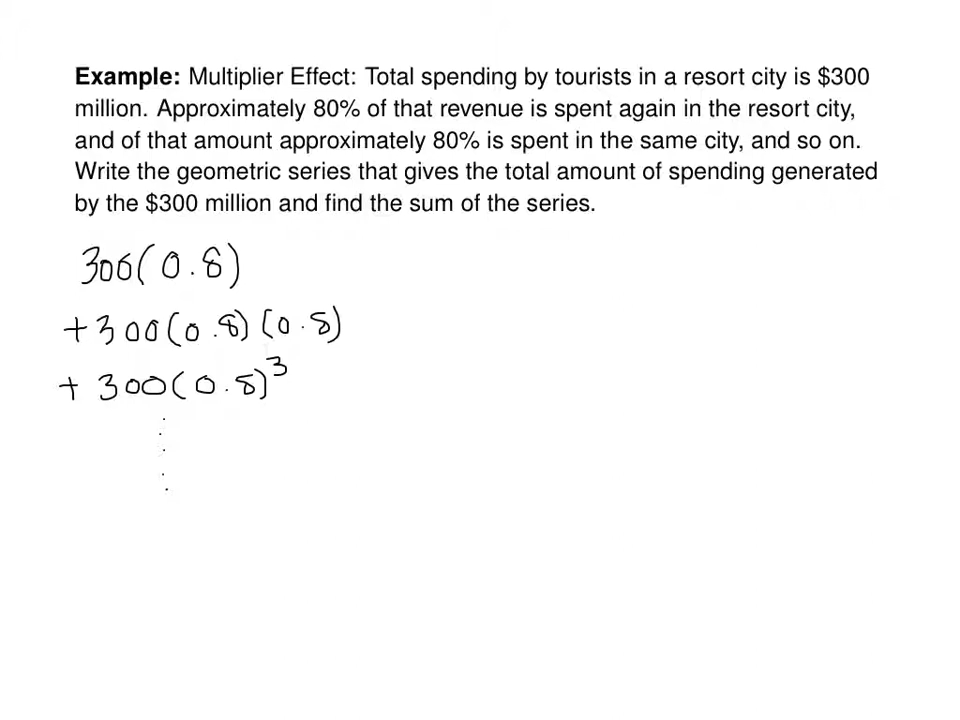 Example: Multiplier Effect: Total spending by tourists in a resort city is $300
million. Approximately 80% of that revenue is spent again in the resort city,
and of that amount approximately 80% is spent in the same city, and so on.
Write the geometric series that gives the total amount of spending generated
by the $300 million and find the sum of the series.
300(0.8)
+300(0.8)(0.8)
+ 300(0.8)^3